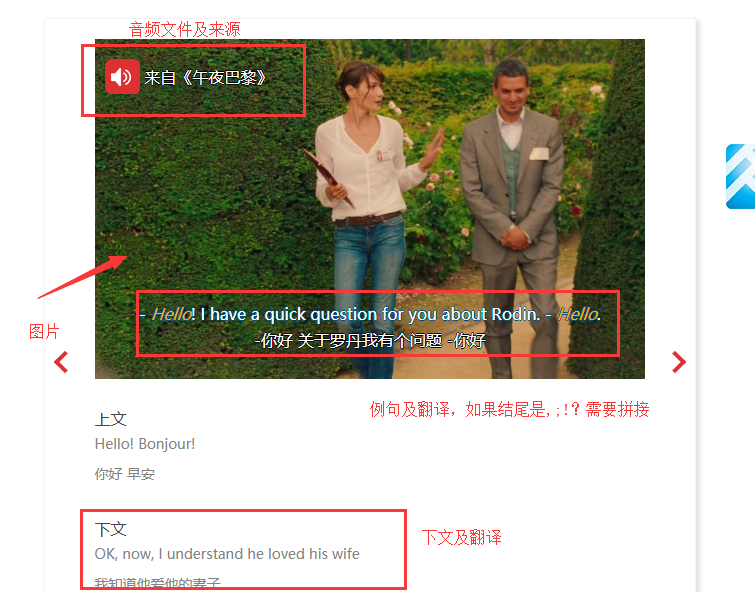 音频文件及来源
来自《午夜巴黎》
- Hello! I have a quick question for you about Rodin. - Hello.
-你好 关于罗丹我有个问题 -你好
图片
例句及翻译，如果结尾是,;!？需要拼接
上文
Hello! Bonjour!
你好 早安
下文
OK, now, I understand he loved his wife
下文及翻译
我知道他爱他的妻子